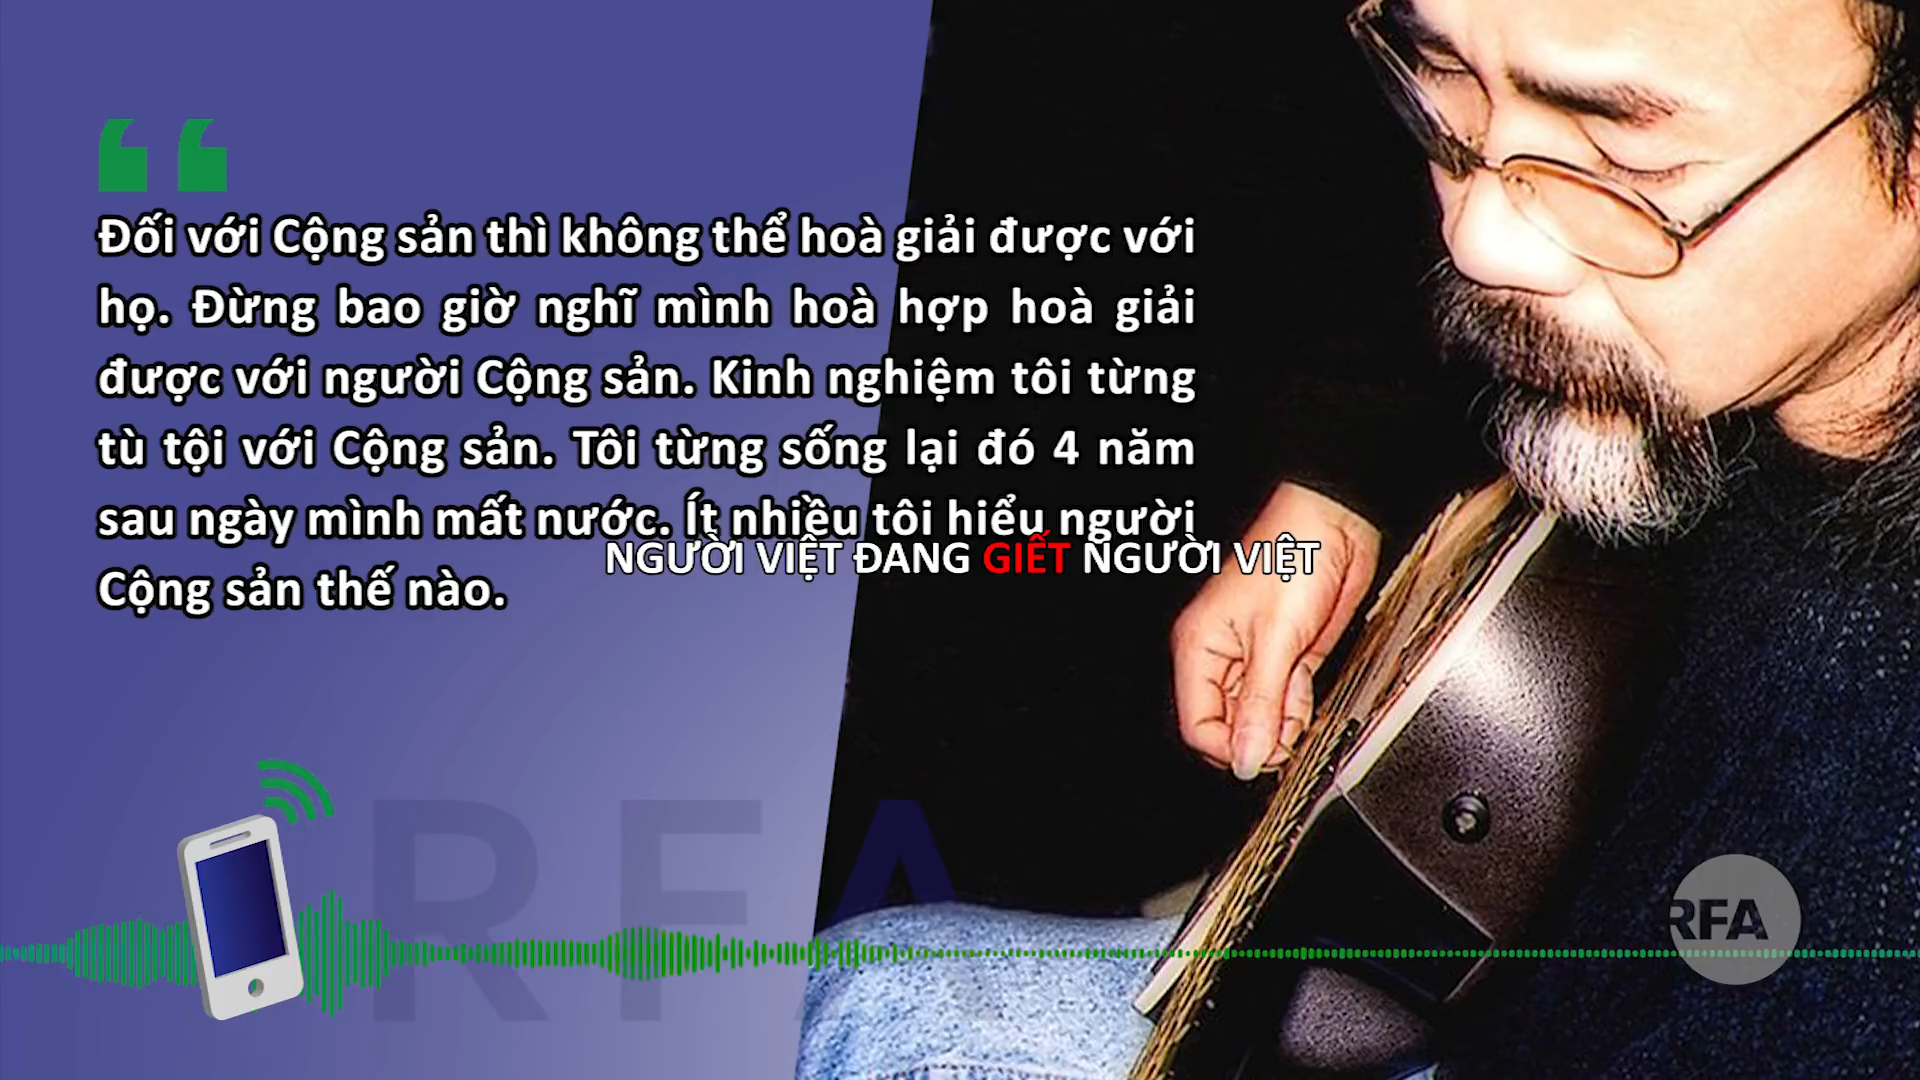 Đối với Cộng sản thì không thể hoà giải được với
họ. Đừng bao giờ nghĩ mình hoà hợp hoà giải
được với người Cộng sản. Kinh nghiệm tôi từng
tù tội với Cộng sản. Tôi từng sống lại đó 4 năm
sau ngày mình mất nước. Ít nhiều tôi hiểu người
NGƯỜI VIỆT ĐANG GIẾT NGƯỜI VIỆT
Cộng sản thế nào.
RFA
RFA